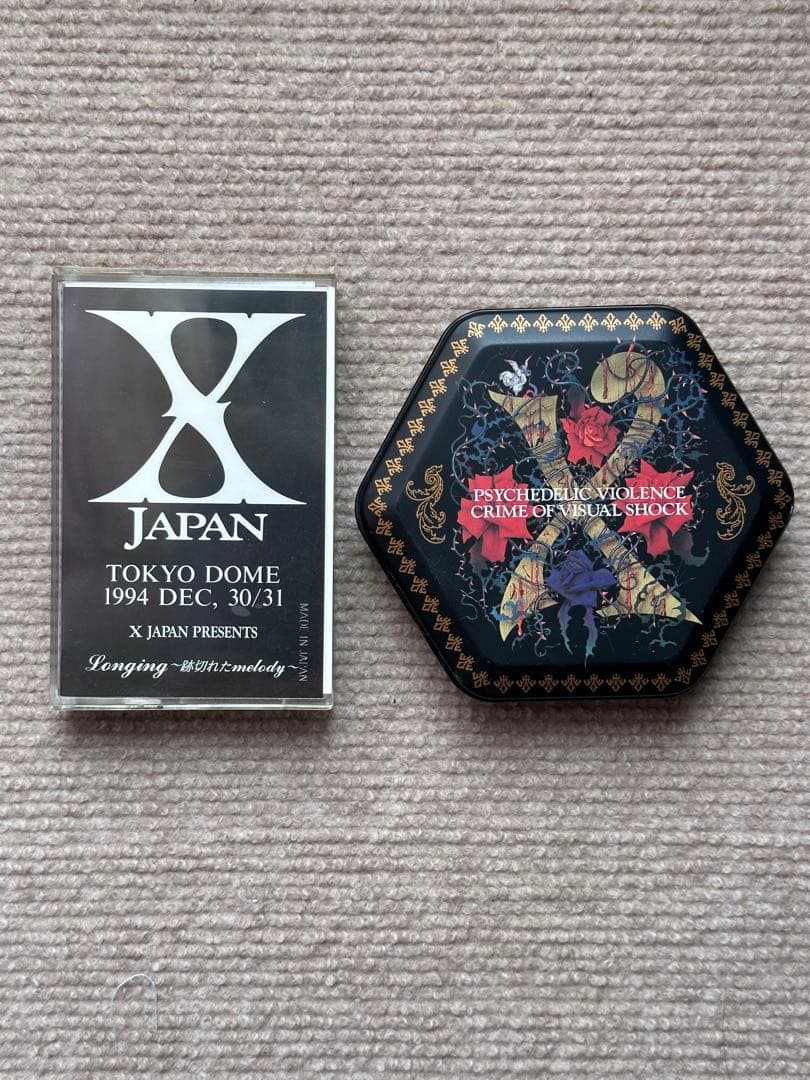 X
JAPAN
TOKYO DOME
1994 DEC, 30/31
X JAPAN PRESENTS
Longing ~跡切れたmelody~
MADE IN JAPAN
PSYCHEDELIC VIOLENCE
CRIME OF VISUAL SHOCK